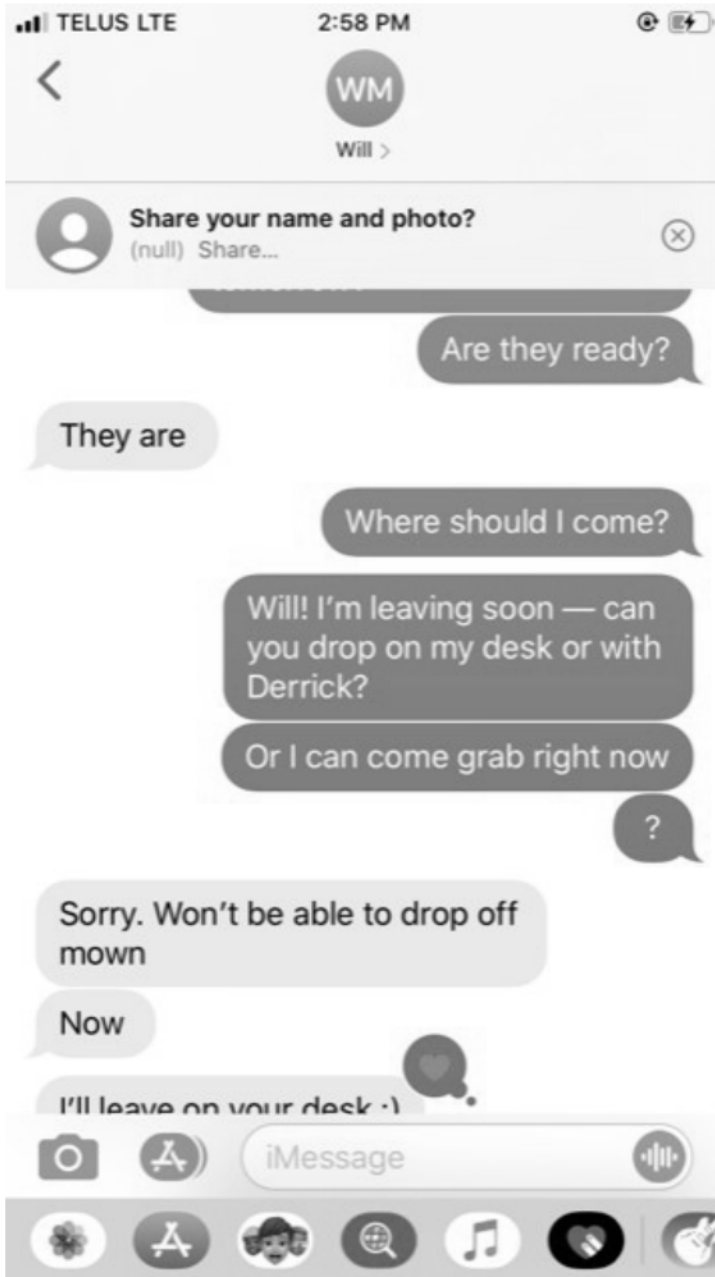 TELUS LTE 2:58 PM
WM
Will >
Share your name and photo?
(null) Share...
Are they ready?
They are
Where should I come?
Will! I'm leaving soon — can
you drop on my desk or with
Derrick?
Or I can come grab right now
?
Sorry. Won't be able to drop off
mown
Now
I'll leave on your desk :)
iMessage